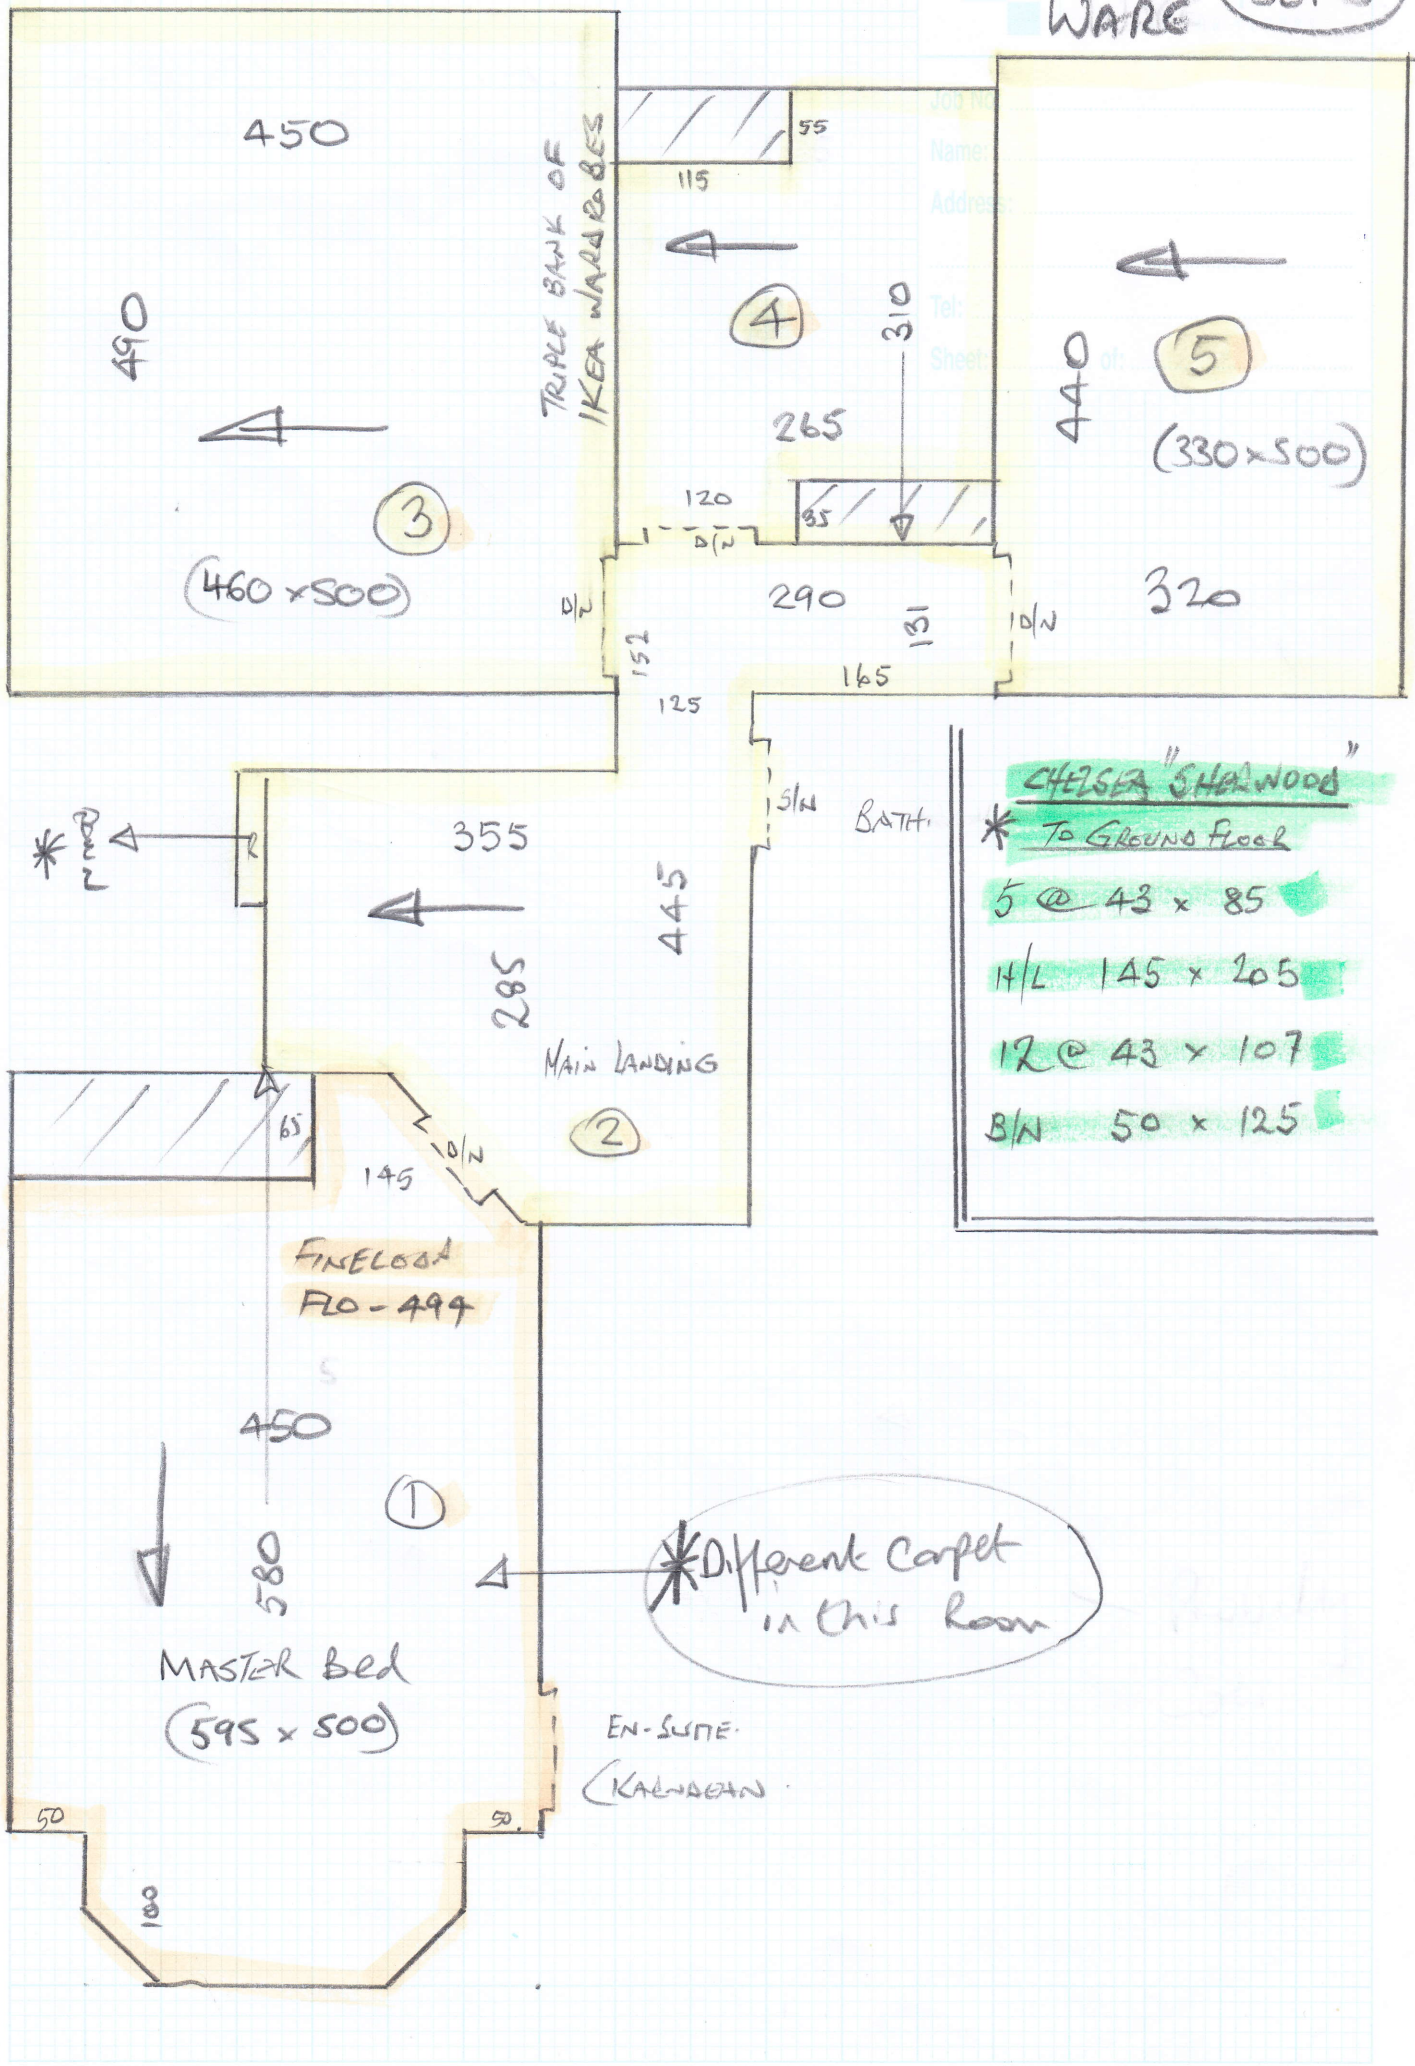 WARE
Job No
Name:
Address:
Tel:
Sheet: of:
450
490
TRIPLE BANK OF
IKEA WARDROBES
3
(460 x 500)
55
115
4
310
265
120
35
D/N
440
5
(330 x 500)
320
D/N
290
131
D/N
152
165
125
S/N
BATH.
355
445
285
MAIN LANDING
2
*
CHELSEA "SHERWOOD"
* TO GROUND FLOOR
5 @ 43 x 85
H/L 145 x 205
12 @ 43 x 107
B/N 50 x 125
65
D/N
145
FLO-494
450
1
580
*Different Carpet
in this Room
MASTER Bed
(595 x 500)
EN-SUITE.
50
50.
100